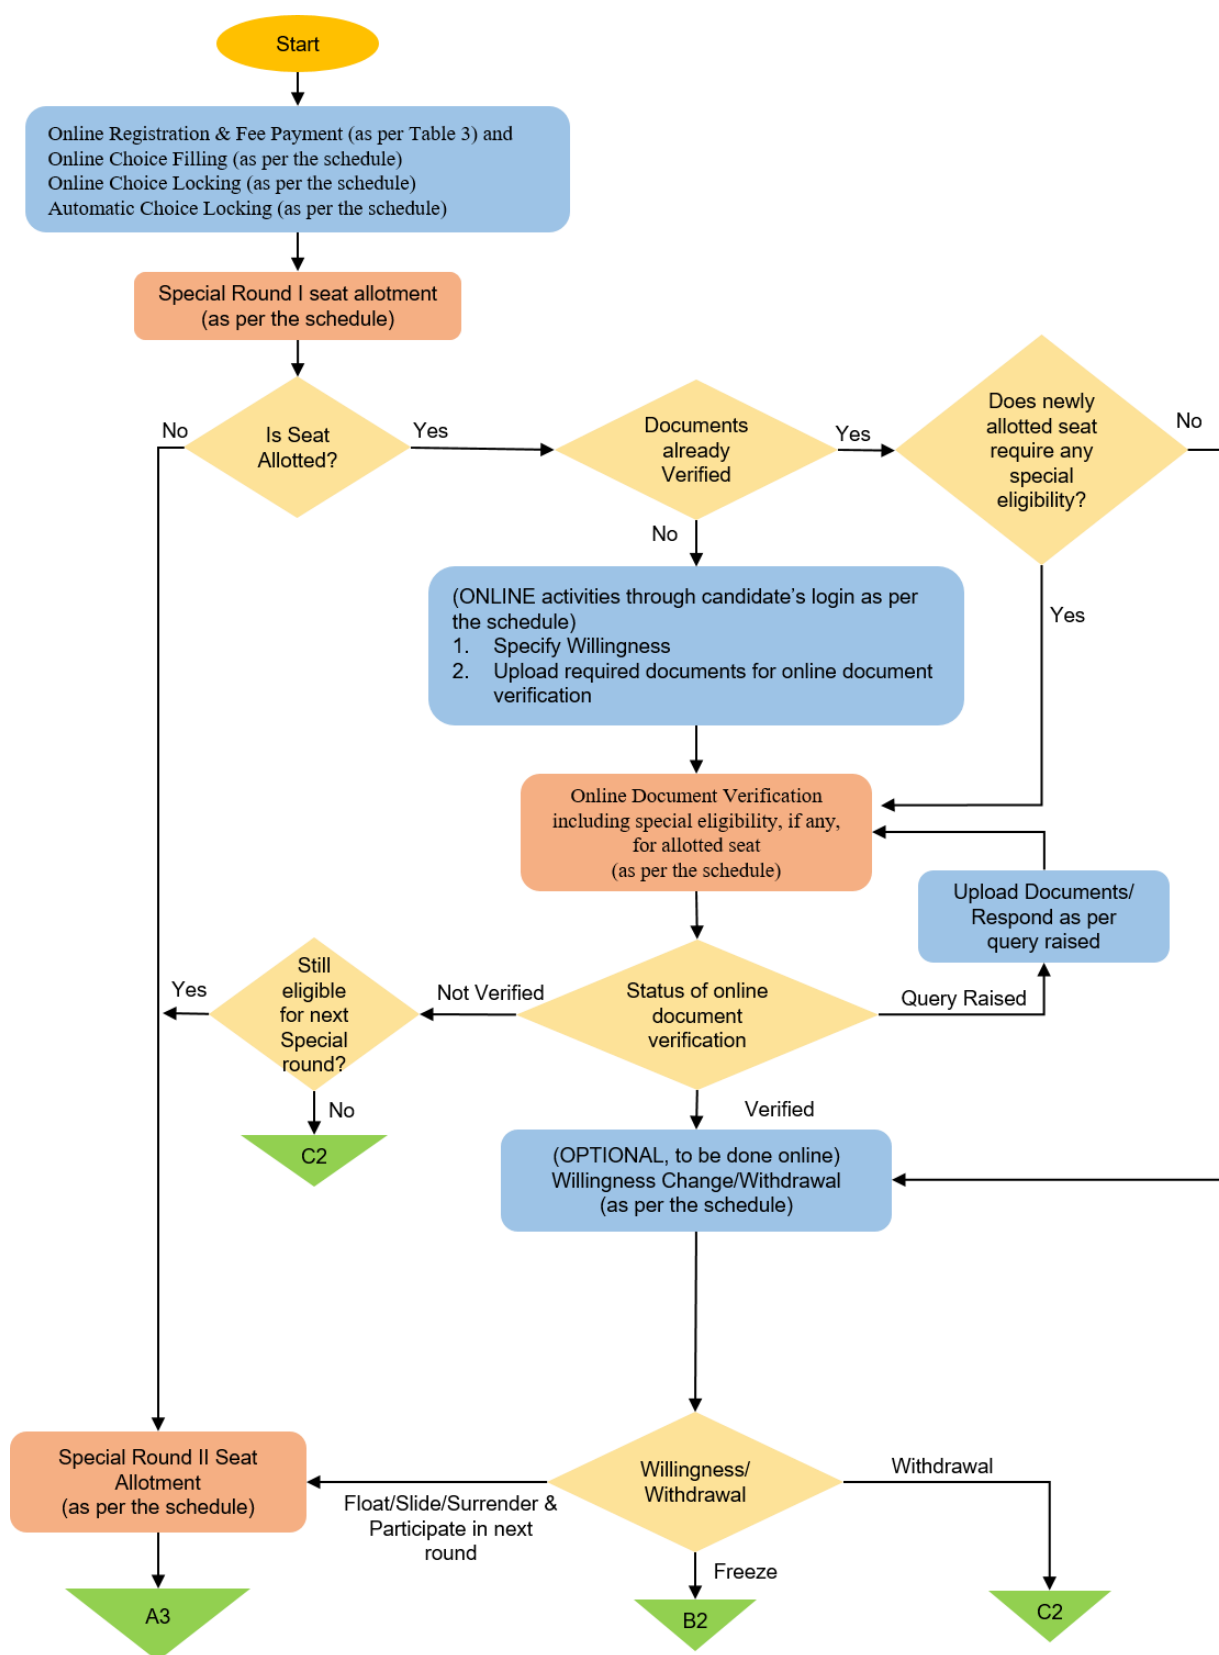 Start
Online Registration & Fee Payment (as per Table 3) and
Online Choice Filling (as per the schedule)
Online Choice Locking (as per the schedule)
Automatic Choice Locking (as per the schedule)
Special Round I seat allotment
(as per the schedule)
Is Seat
Allotted?
No
Yes
Documents
already
Verified
Yes
No
Does newly
allotted seat
require any
special
eligibility?
No
Yes
(ONLINE activities through candidate’s login as per
the schedule)
1. Specify Willingness
2. Upload required documents for online document
verification
Online Document Verification
including special eligibility, if any,
for allotted seat
(as per the schedule)
Upload Documents/
Respond as per
query raised
Still
eligible
for next
Special
round?
Yes
No
C2
Not Verified
Status of online
document
verification
Query Raised
Verified
(OPTIONAL, to be done online)
Willingness Change/Withdrawal
(as per the schedule)
Special Round II Seat
Allotment
(as per the schedule)
Float/Slide/Surrender &
Participate in next
round
Willingness/
Withdrawal
Withdrawal
Freeze
A3
B2
C2